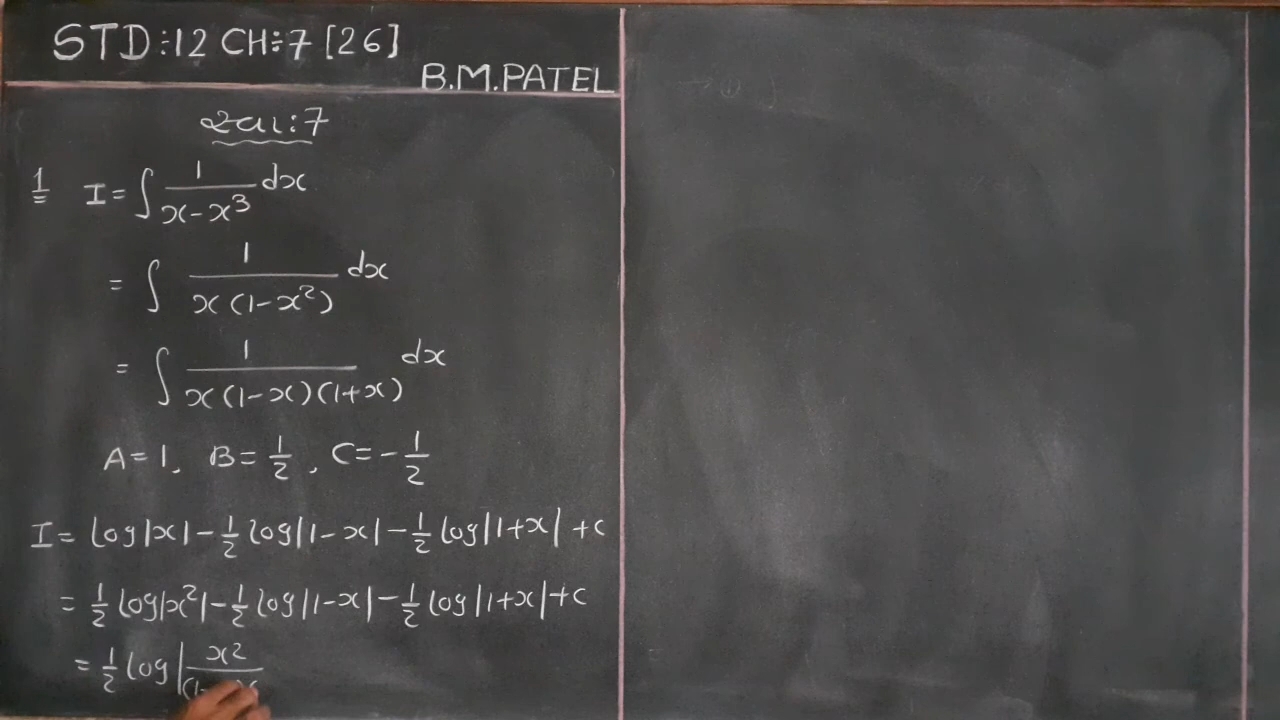 STD:-12 CH:-7 [26]
B.M.PATEL
સ્વા:7
1 I = ∫ 1/(x-x³) dx
= ∫ 1/(x(1-x²)) dx
= ∫ 1/(x(1-x)(1+x)) dx
A=1, B=1/2, C=-1/2
I = log|x| - 1/2 log|1-x| - 1/2 log|1+x| + c
= 1/2 log|x²| - 1/2 log|1-x| - 1/2 log|1+x| + c
= 1/2 log| x²